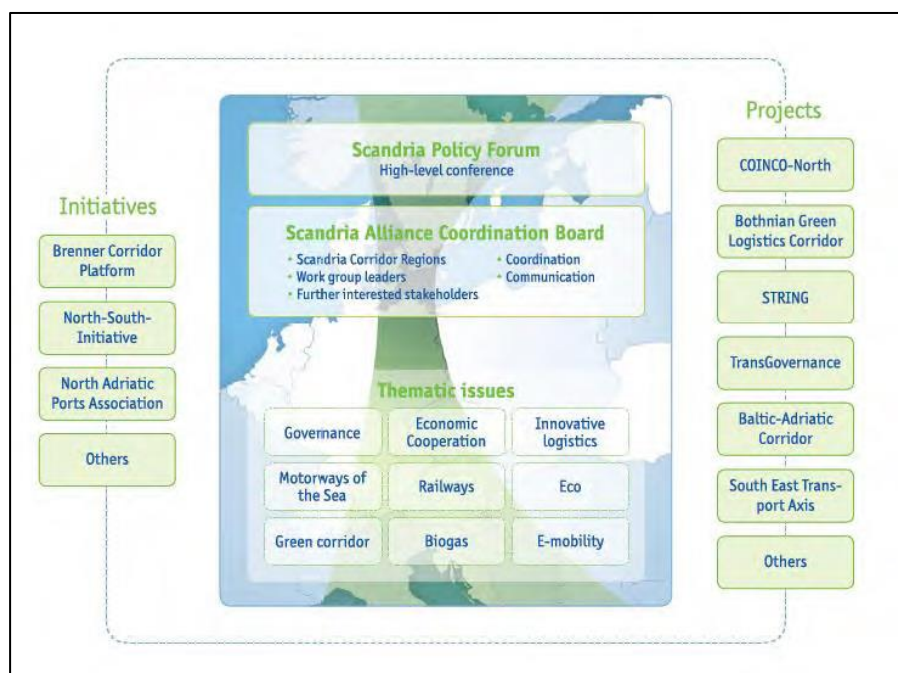 Initiatives
Brenner Corridor
Platform
North-South-
Initiative
North Adriatic
Ports Association
Others
Scandria Policy Forum
High-level conference
Scandria Alliance Coordination Board
• Scandria Corridor Regions
• Work group leaders
• Further interested stakeholders
• Coordination
• Communication
Thematic issues
Governance
Economic
Cooperation
Innovative
logistics
Motorways of
the Sea
Railways
Eco
Green corridor
Biogas
E-mobility
Projects
COINCO-North
Bothnian Green
Logistics Corridor
STRING
TransGovernance
Baltic-Adriatic
Corridor
South East Trans-
port Axis
Others